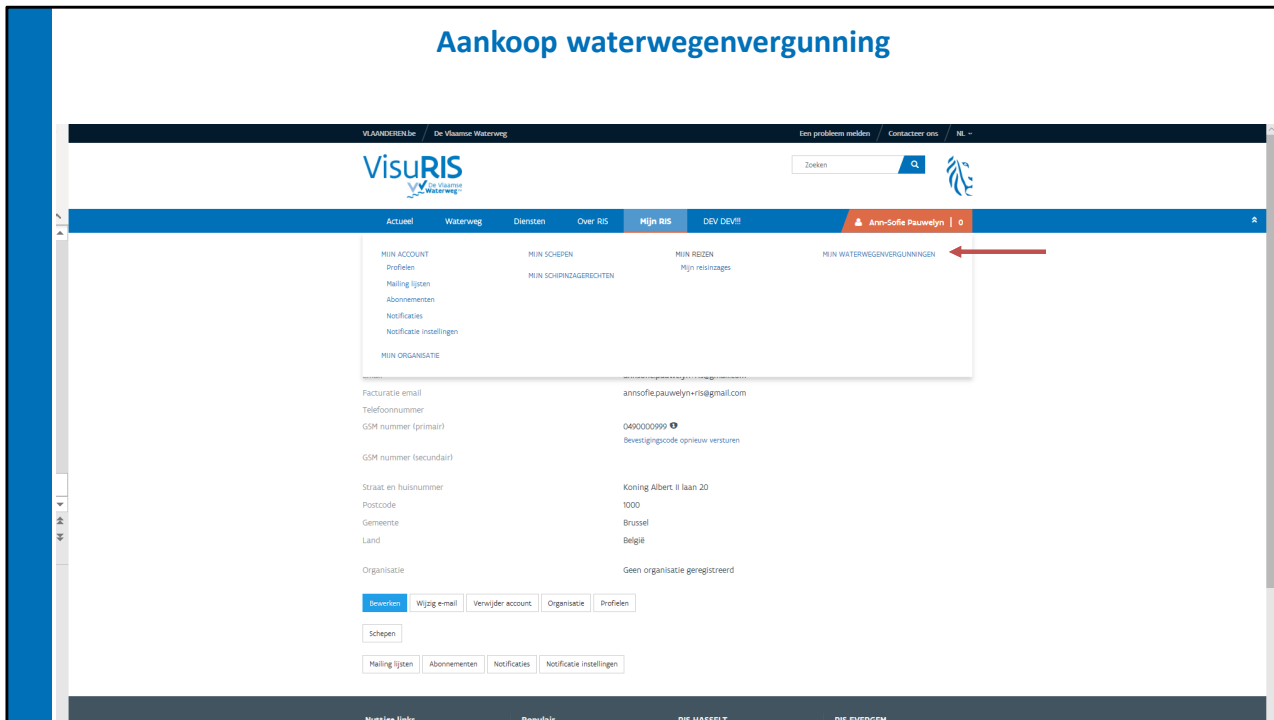 Aankoop waterwegenvergunning
VLAANDEREN.be / De Vlaamse Waterweg
Een probleem melden / Contacteer ons / NL
VisuRIS
De Vlaamse
Waterweg
Zoeken
Actueel Waterweg Diensten Over RIS Mijn RIS DEV DEV!!! Ann-Sofie Pauwelyn | 0
MIJN ACCOUNT
Profielen
Mailing lijsten
Abonnementen
Notificaties
Notificatie instellingen
MIJN ORGANISATIE
MIJN SCHEPEN
MIJN SCHIPINZAGERECHTEN
MIJN REIZEN
Mijn reisinzages
MIJN WATERWEGENVERGUNNINGEN
Facturatie email annsofie.pauwelyn+ris@gmail.com
Telefoonnummer
GSM nummer (primair) 0490000999
Bevestigingscode opnieuw versturen
GSM nummer (secundair)
Straat en huisnummer Koning Albert II laan 20
Postcode 1000
Gemeente Brussel
Land België
Organisatie Geen organisatie geregistreerd
Bewerken Wijzig e-mail Verwijder account Organisatie Profielen
Schepen
Mailing lijsten Abonnementen Notificaties Notificatie instellingen
Nuttige links Populair RIS HASSELT RIS EVERGEM